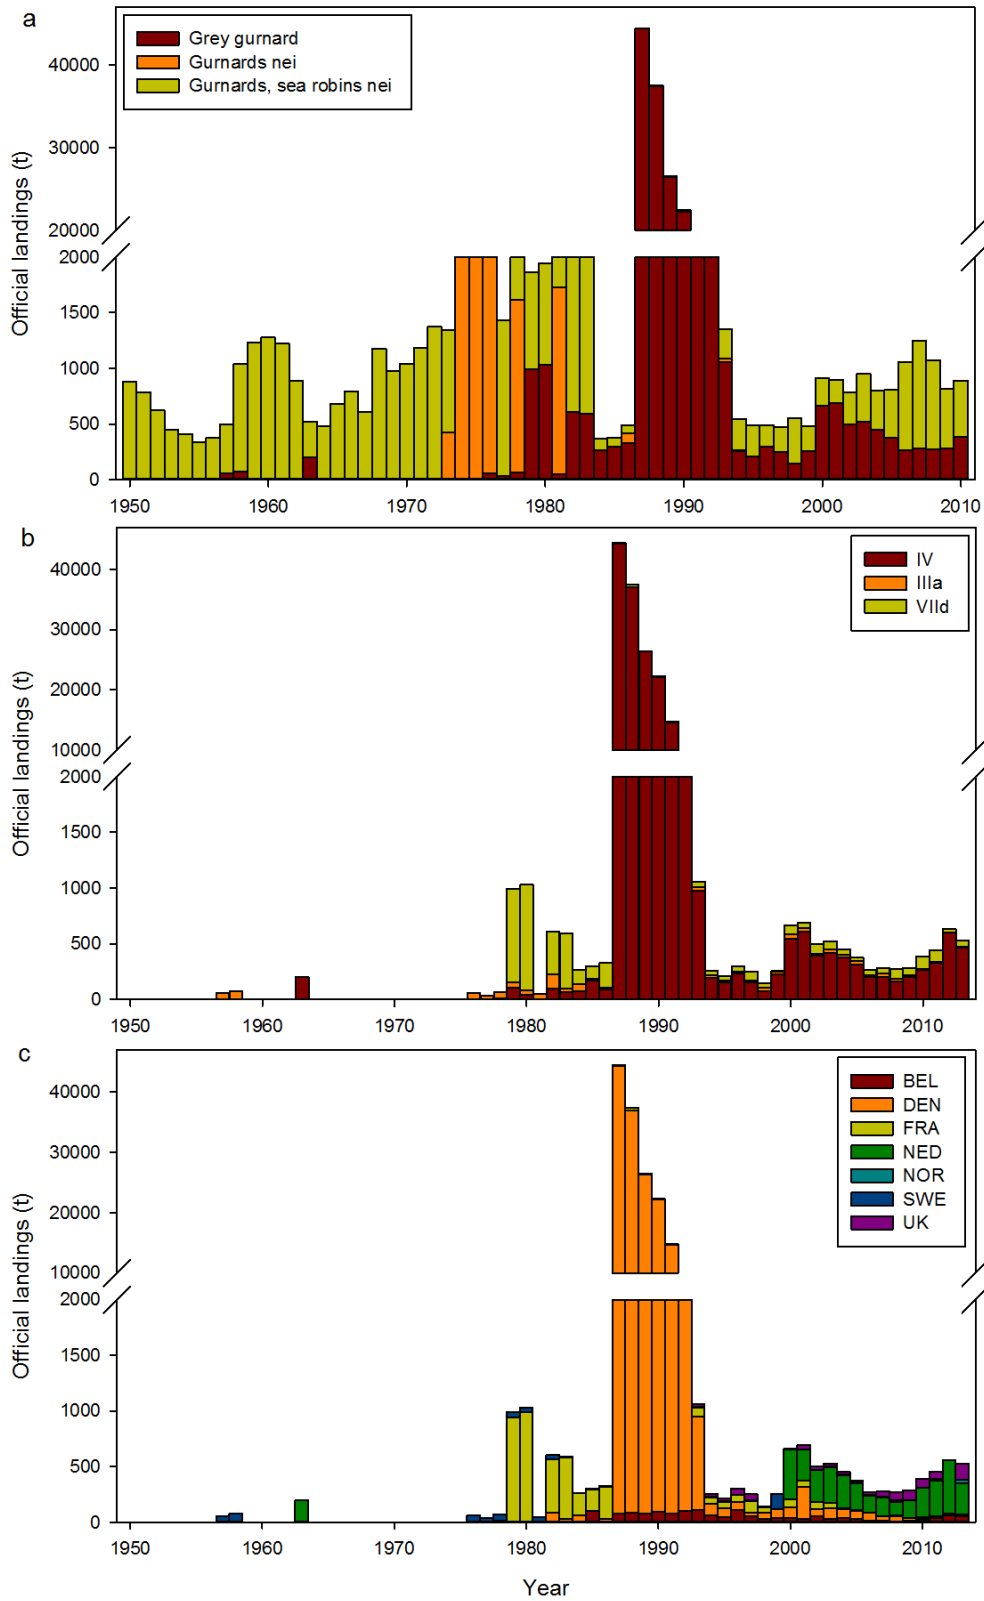 a
Grey gurnard
Gurnards nei
Gurnards, sea robins nei
Official landings (t)
40000
30000
20000
2000
1500
1000
500
0
1950 1960 1970 1980 1990 2000 2010
b
IV
IIIa
VIId
Official landings (t)
40000
30000
20000
10000
2000
1500
1000
500
0
1950 1960 1970 1980 1990 2000 2010
c
BEL
DEN
FRA
NED
NOR
SWE
UK
Official landings (t)
40000
30000
20000
10000
2000
1500
1000
500
0
1950 1960 1970 1980 1990 2000 2010
Year